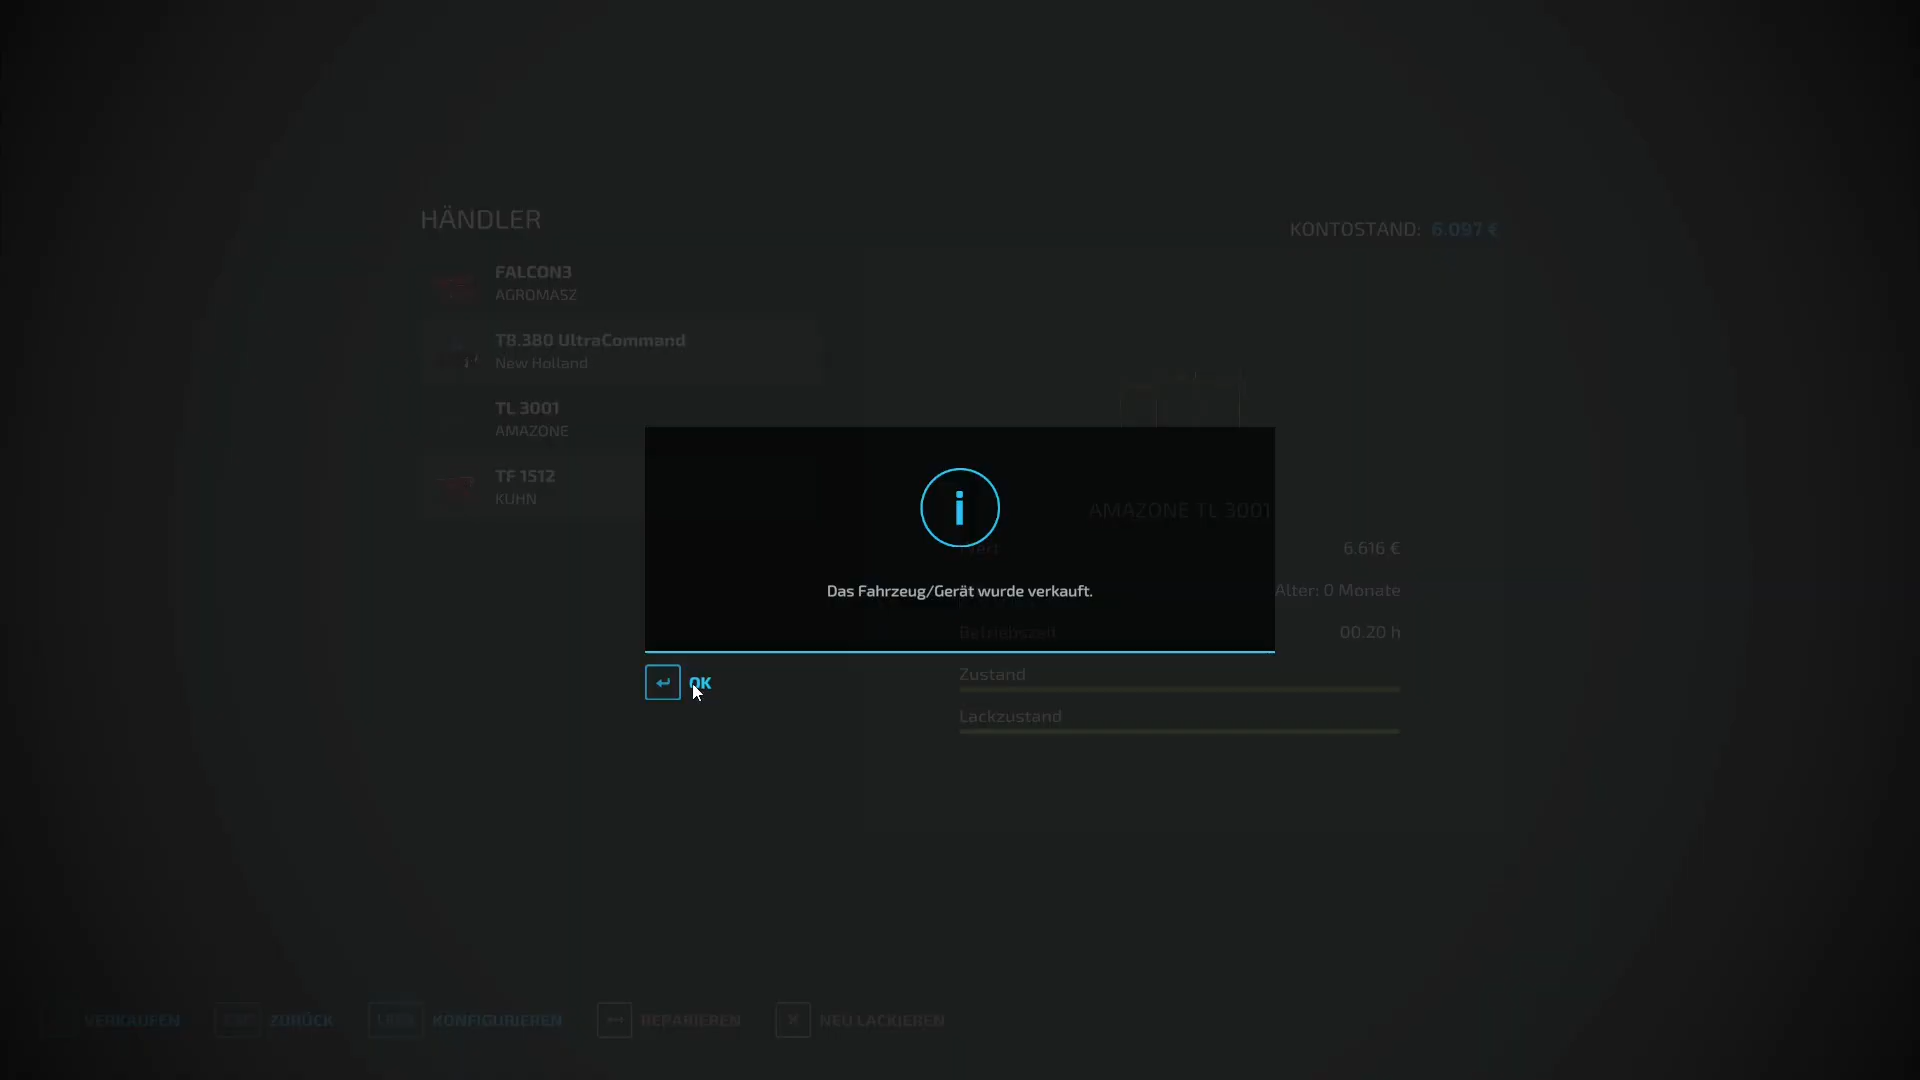 HÄNDLER
KONTOSTAND: 6.097 €
FALCON3
AGROMASZ
T8.380 UltraCommand
New Holland
TL 3001
AMAZONE
TF 1512
KUHN
AMAZONE TL 3001
Wert 6.616 €
Das Fahrzeug/Gerät wurde verkauft.
Alter: 0 Monate
Betriebszeit 00.20 h
OK
Zustand
Lackzustand
VERKAUFEN ZURÜCK KONFIGURIEREN REPARIEREN X NEU LACKIEREN